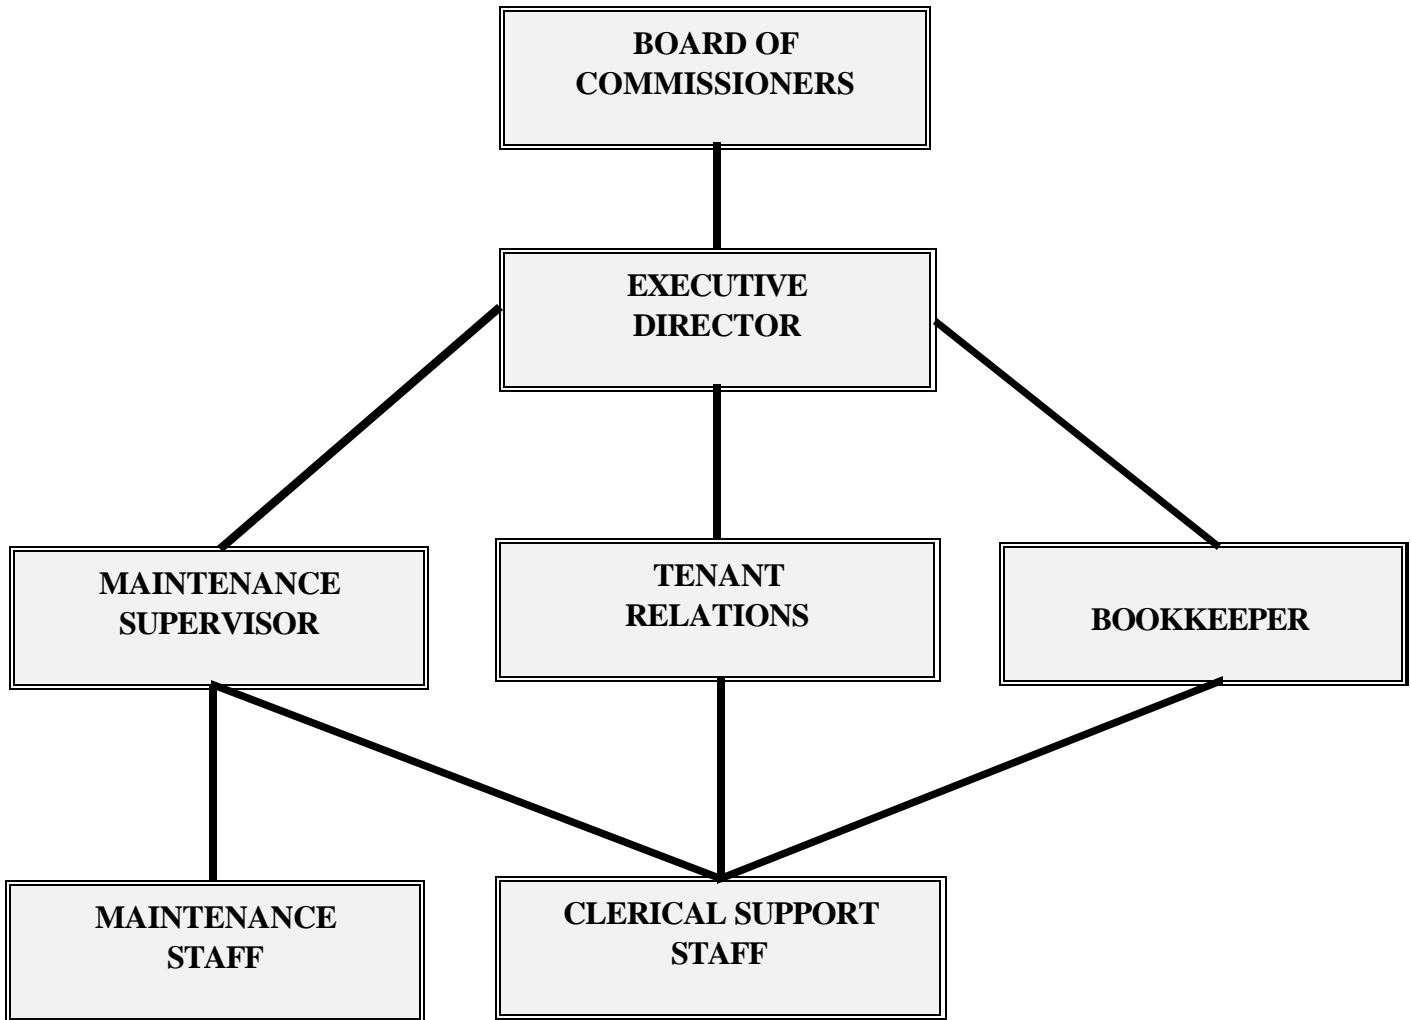 BOARD OF
COMMISSIONERS
EXECUTIVE
DIRECTOR
MAINTENANCE
SUPERVISOR
TENANT
RELATIONS
BOOKKEEPER
MAINTENANCE
STAFF
CLERICAL SUPPORT
STAFF